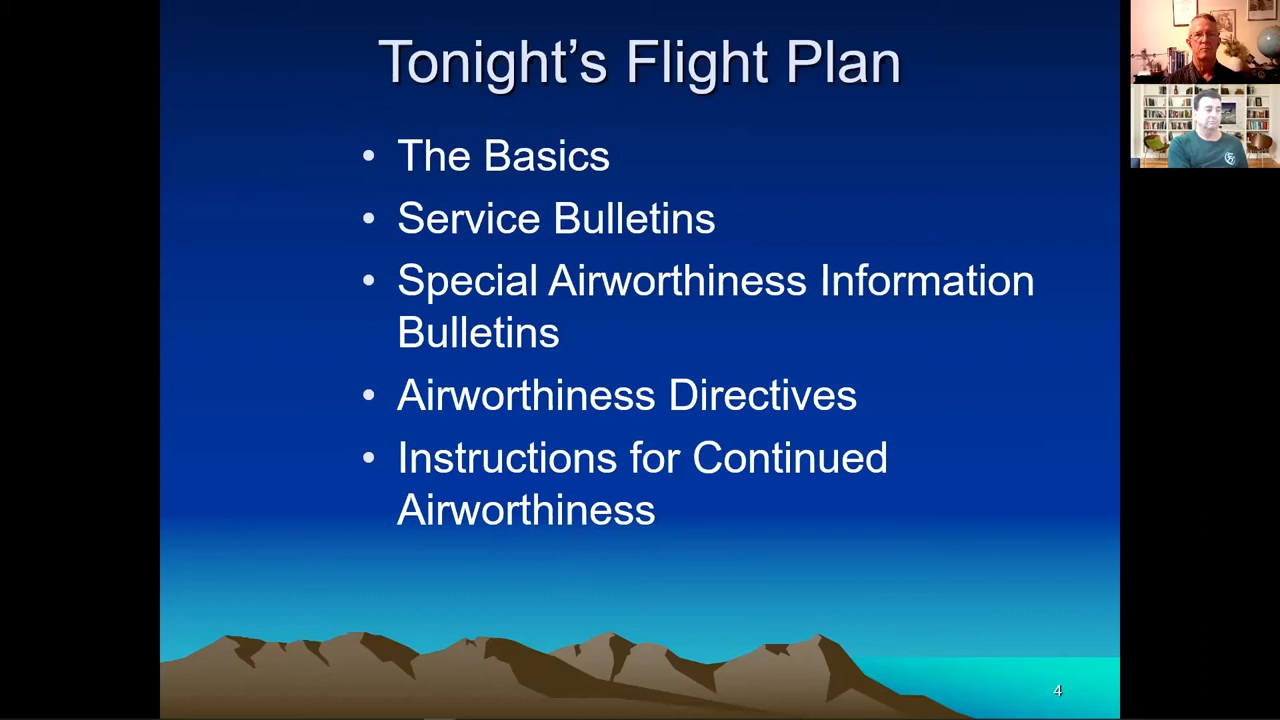 Tonight’s Flight Plan
• The Basics
• Service Bulletins
• Special Airworthiness Information
Bulletins
• Airworthiness Directives
• Instructions for Continued
Airworthiness
4